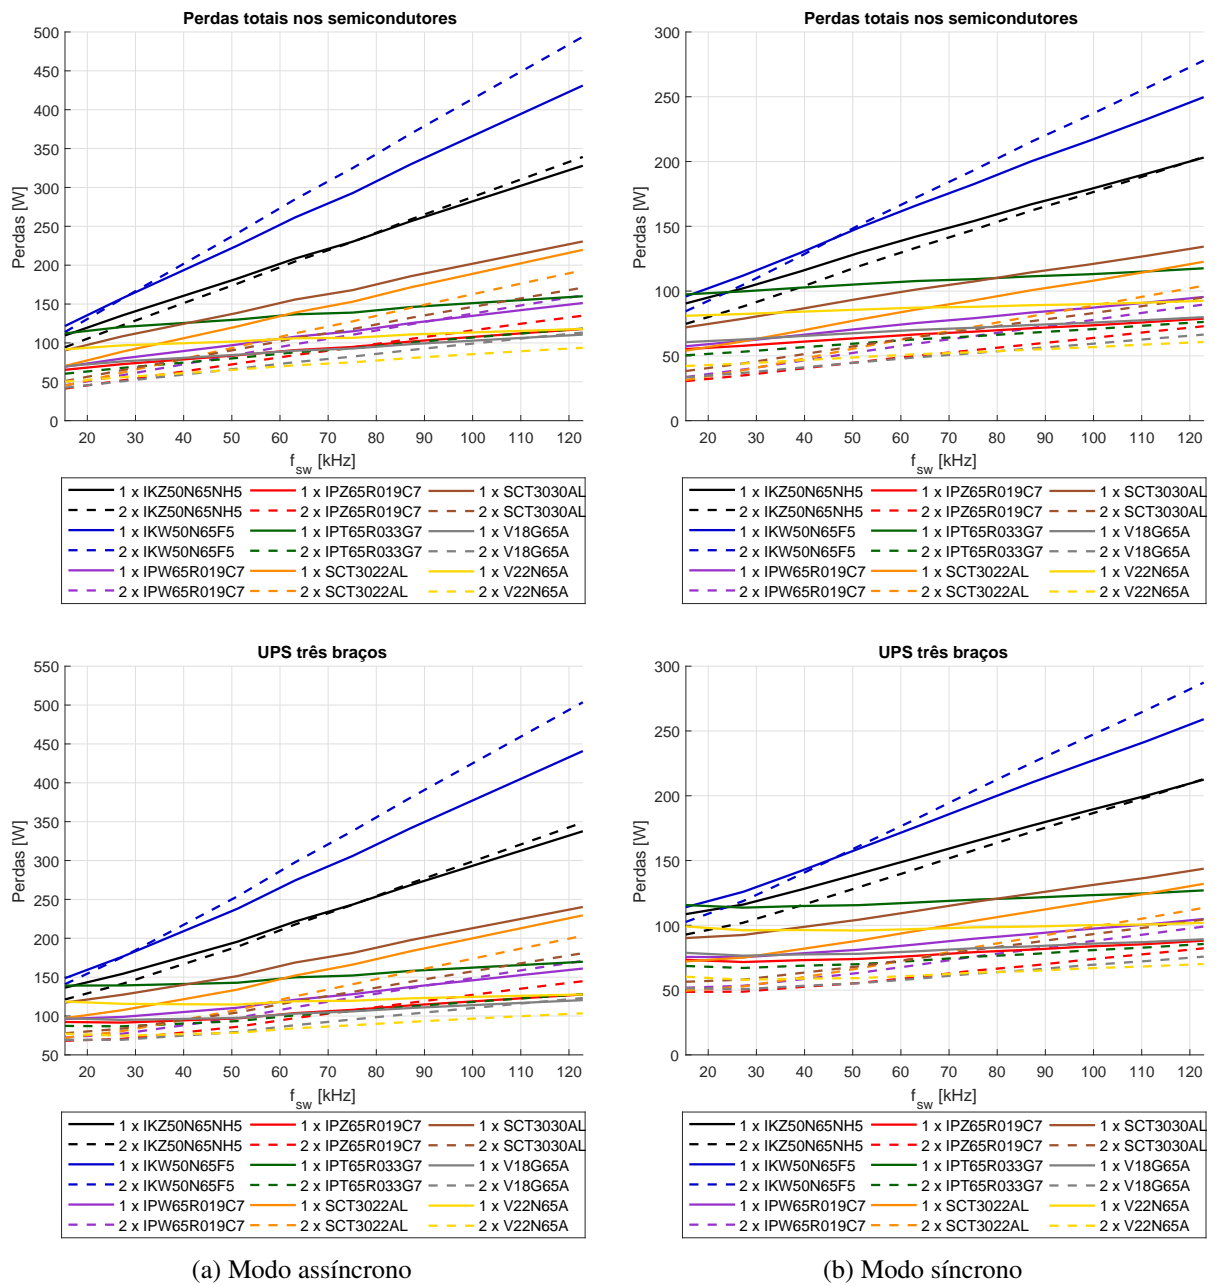 Perdas totais nos semicondutores
Perdas [W]
500
450
400
350
300
250
200
150
100
50
0
20 30 40 50 60 70 80 90 100 110 120
f_sw [kHz]
1 x IKZ50N65NH5 1 x IPZ65R019C7 1 x SCT3030AL
2 x IKZ50N65NH5 2 x IPZ65R019C7 2 x SCT3030AL
1 x IKW50N65F5 1 x IPT65R033G7 1 x V18G65A
2 x IKW50N65F5 2 x IPT65R033G7 2 x V18G65A
1 x IPW65R019C7 1 x SCT3022AL 1 x V22N65A
2 x IPW65R019C7 2 x SCT3022AL 2 x V22N65A
Perdas totais nos semicondutores
Perdas [W]
300
250
200
150
100
50
0
20 30 40 50 60 70 80 90 100 110 120
f_sw [kHz]
1 x IKZ50N65NH5 1 x IPZ65R019C7 1 x SCT3030AL
2 x IKZ50N65NH5 2 x IPZ65R019C7 2 x SCT3030AL
1 x IKW50N65F5 1 x IPT65R033G7 1 x V18G65A
2 x IKW50N65F5 2 x IPT65R033G7 2 x V18G65A
1 x IPW65R019C7 1 x SCT3022AL 1 x V22N65A
2 x IPW65R019C7 2 x SCT3022AL 2 x V22N65A
UPS três braços
Perdas [W]
550
500
450
400
350
300
250
200
150
100
50
20 30 40 50 60 70 80 90 100 110 120
f_sw [kHz]
1 x IKZ50N65NH5 1 x IPZ65R019C7 1 x SCT3030AL
2 x IKZ50N65NH5 2 x IPZ65R019C7 2 x SCT3030AL
1 x IKW50N65F5 1 x IPT65R033G7 1 x V18G65A
2 x IKW50N65F5 2 x IPT65R033G7 2 x V18G65A
1 x IPW65R019C7 1 x SCT3022AL 1 x V22N65A
2 x IPW65R019C7 2 x SCT3022AL 2 x V22N65A
UPS três braços
Perdas [W]
300
250
200
150
100
50
0
20 30 40 50 60 70 80 90 100 110 120
f_sw [kHz]
1 x IKZ50N65NH5 1 x IPZ65R019C7 1 x SCT3030AL
2 x IKZ50N65NH5 2 x IPZ65R019C7 2 x SCT3030AL
1 x IKW50N65F5 1 x IPT65R033G7 1 x V18G65A
2 x IKW50N65F5 2 x IPT65R033G7 2 x V18G65A
1 x IPW65R019C7 1 x SCT3022AL 1 x V22N65A
2 x IPW65R019C7 2 x SCT3022AL 2 x V22N65A
(a) Modo assíncrono
(b) Modo síncrono